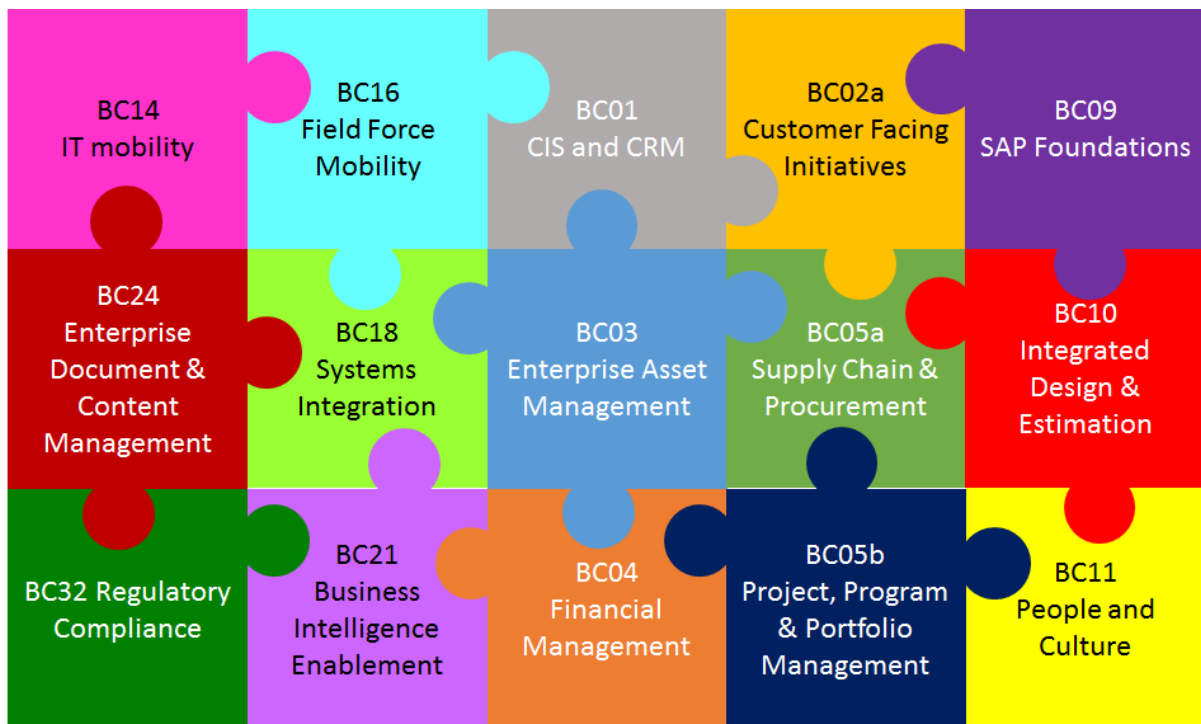 BC14
IT mobility
BC16
Field Force
Mobility
BC01
CIS and CRM
BC02a
Customer Facing
Initiatives
BC09
SAP Foundations
BC24
Enterprise
Document &
Content
Management
BC18
Systems
Integration
BC03
Enterprise Asset
Management
BC05a
Supply Chain &
Procurement
BC10
Integrated
Design &
Estimation
BC32 Regulatory
Compliance
BC21
Business
Intelligence
Enablement
BC04
Financial
Management
BC05b
Project, Program
& Portfolio
Management
BC11
People and
Culture